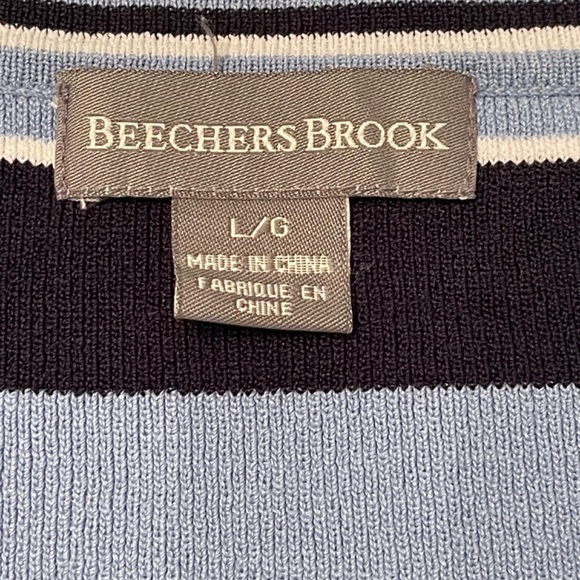 BEECHERS BROOK
L/G
MADE IN CHINA
FABRIQUE EN
CHINE